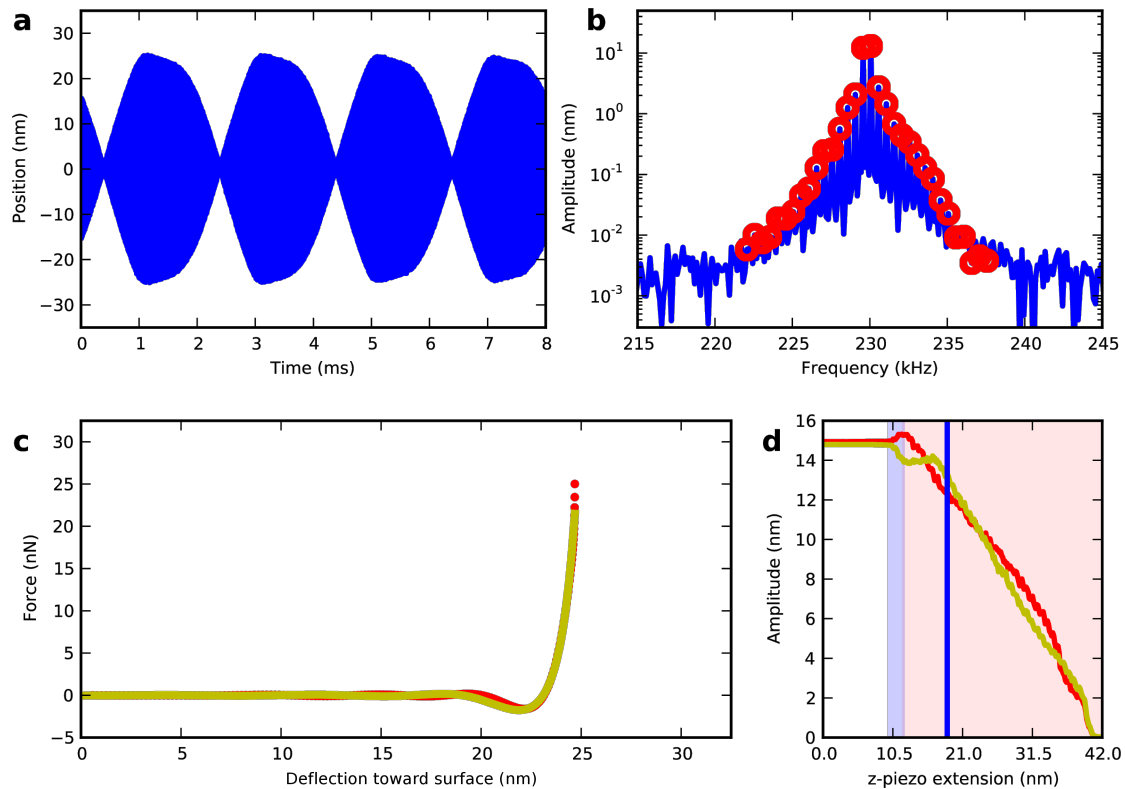 a
30
20
10
0
−10
−20
−30
Position (nm)
0 1 2 3 4 5 6 7 8
Time (ms)
b
10^1
10^0
10^-1
10^-2
10^-3
Amplitude (nm)
215 220 225 230 235 240 245
Frequency (kHz)
c
30
25
20
15
10
5
0
−5
Force (nN)
0 5 10 15 20 25 30
Deflection toward surface (nm)
d
16
14
12
10
8
6
4
2
0
Amplitude (nm)
0.0 10.5 21.0 31.5 42.0
z-piezo extension (nm)